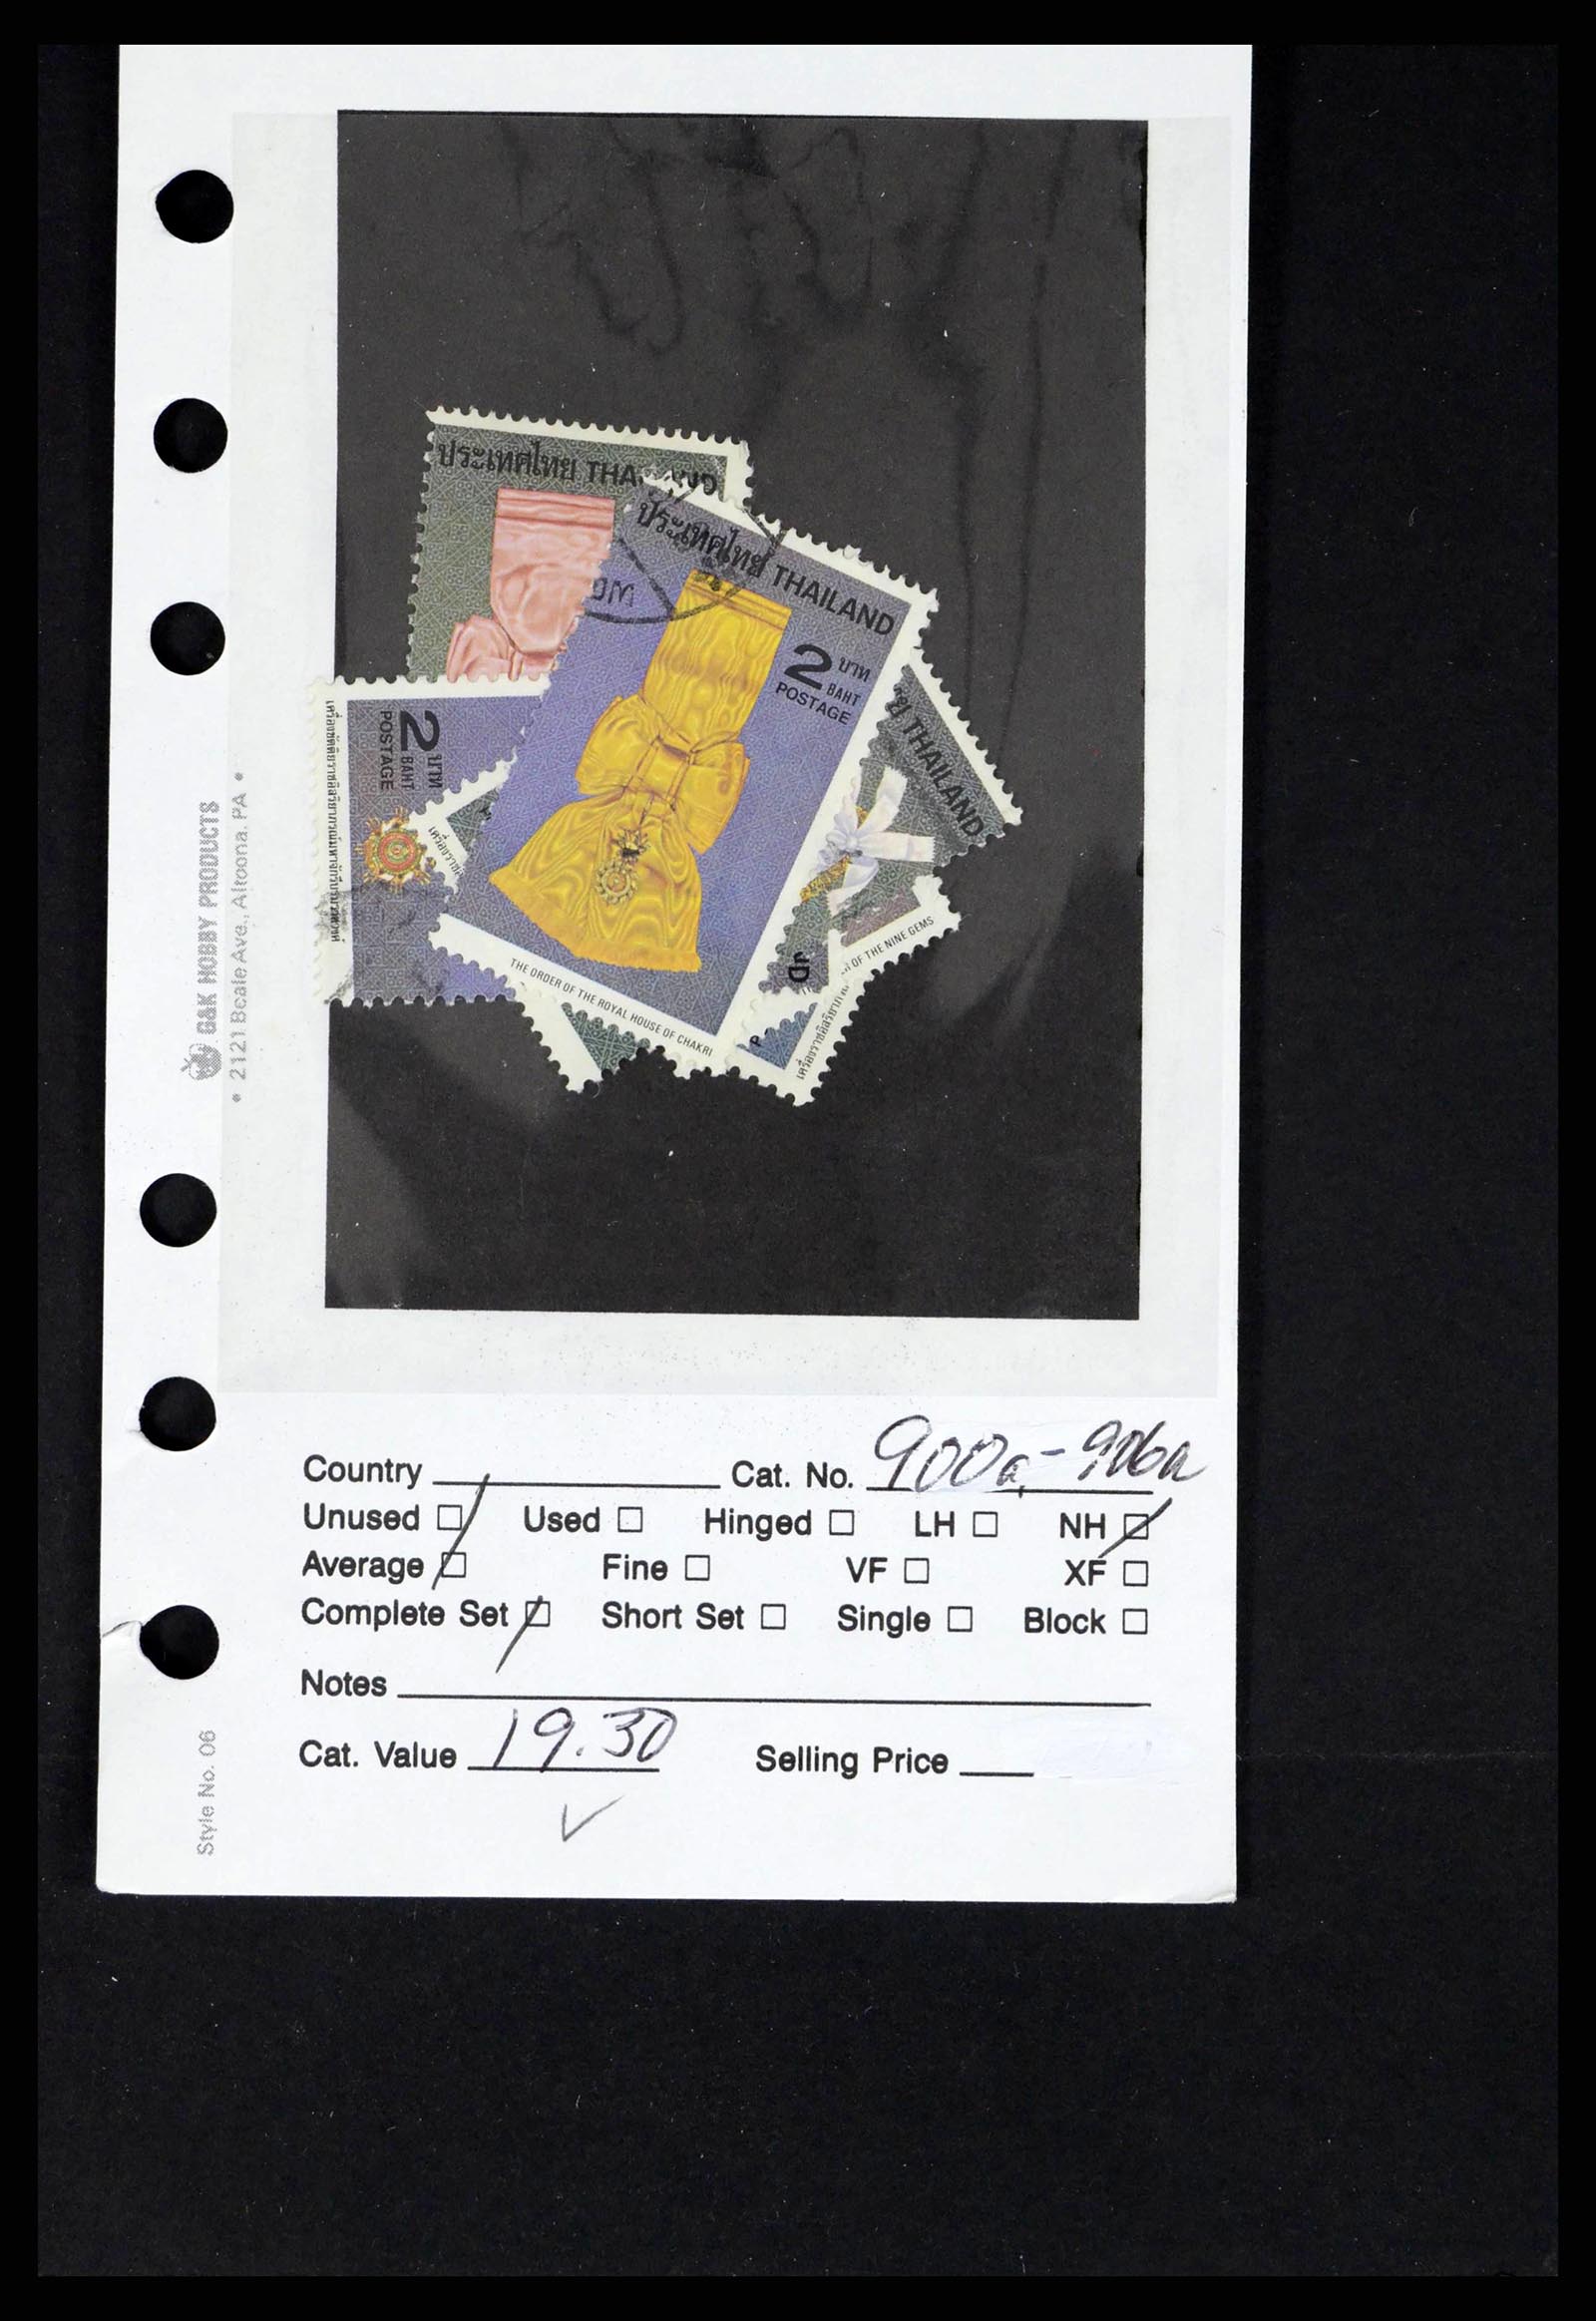 ประเทศไทย THA
ประเทศไทย THAILAND
2 บาท
BAHT
POSTAGE
THE ORDER OF THE ROYAL HOUSE OF CHAKRI
2 บาท
BAHT
POSTAGE
THAILAND
OF THE NINE GEMS
G&K HOBBY PRODUCTS
• 2121 Beale Ave., Altoona, PA •
Country Cat. No. 900a-906a
Unused Used Hinged LH NH
Average Fine VF XF
Complete Set Short Set Single Block
Notes
Cat. Value 19.30 Selling Price
Style No. 06